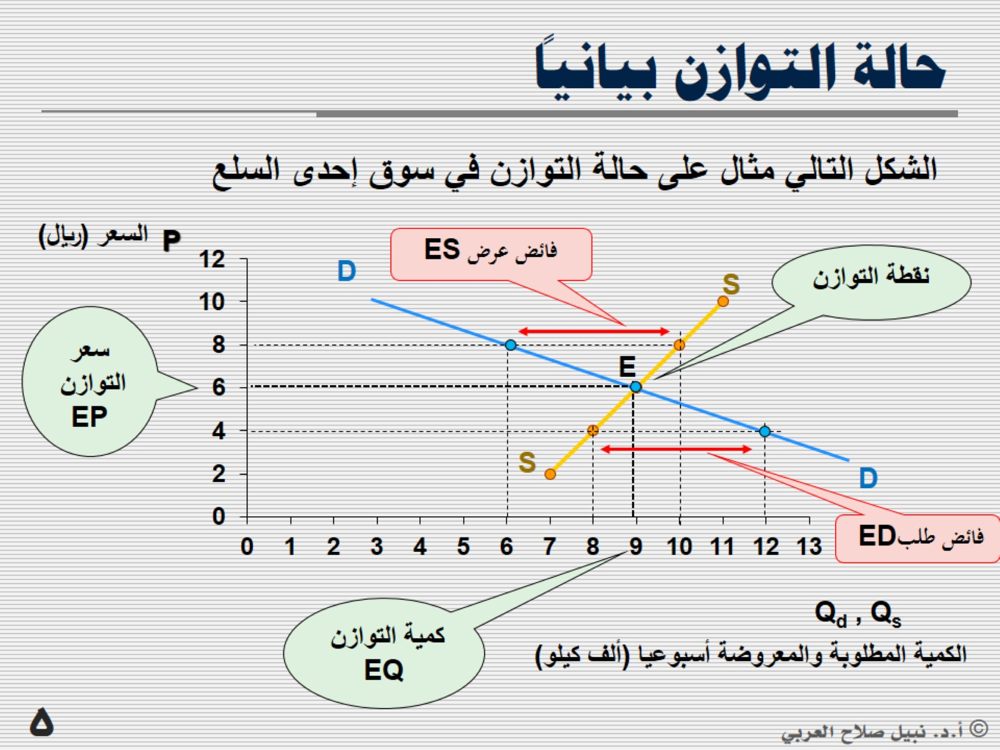 حالة التوازن بيانياً
الشكل التالي مثال على حالة التوازن في سوق إحدى السلع
السعر (ريال) P
12
10
8
6
4
2
0
0 1 2 3 4 5 6 7 8 9 10 11 12 13
D
فائض عرض ES
S
نقطة التوازن
E
سعر
التوازن
EP
S
D
فائض طلبED
Qd , Qs
الكمية المطلوبة والمعروضة أسبوعيا (ألف كيلو)
كمية التوازن
EQ
٥
© أ.د. نبيل صلاح العربي